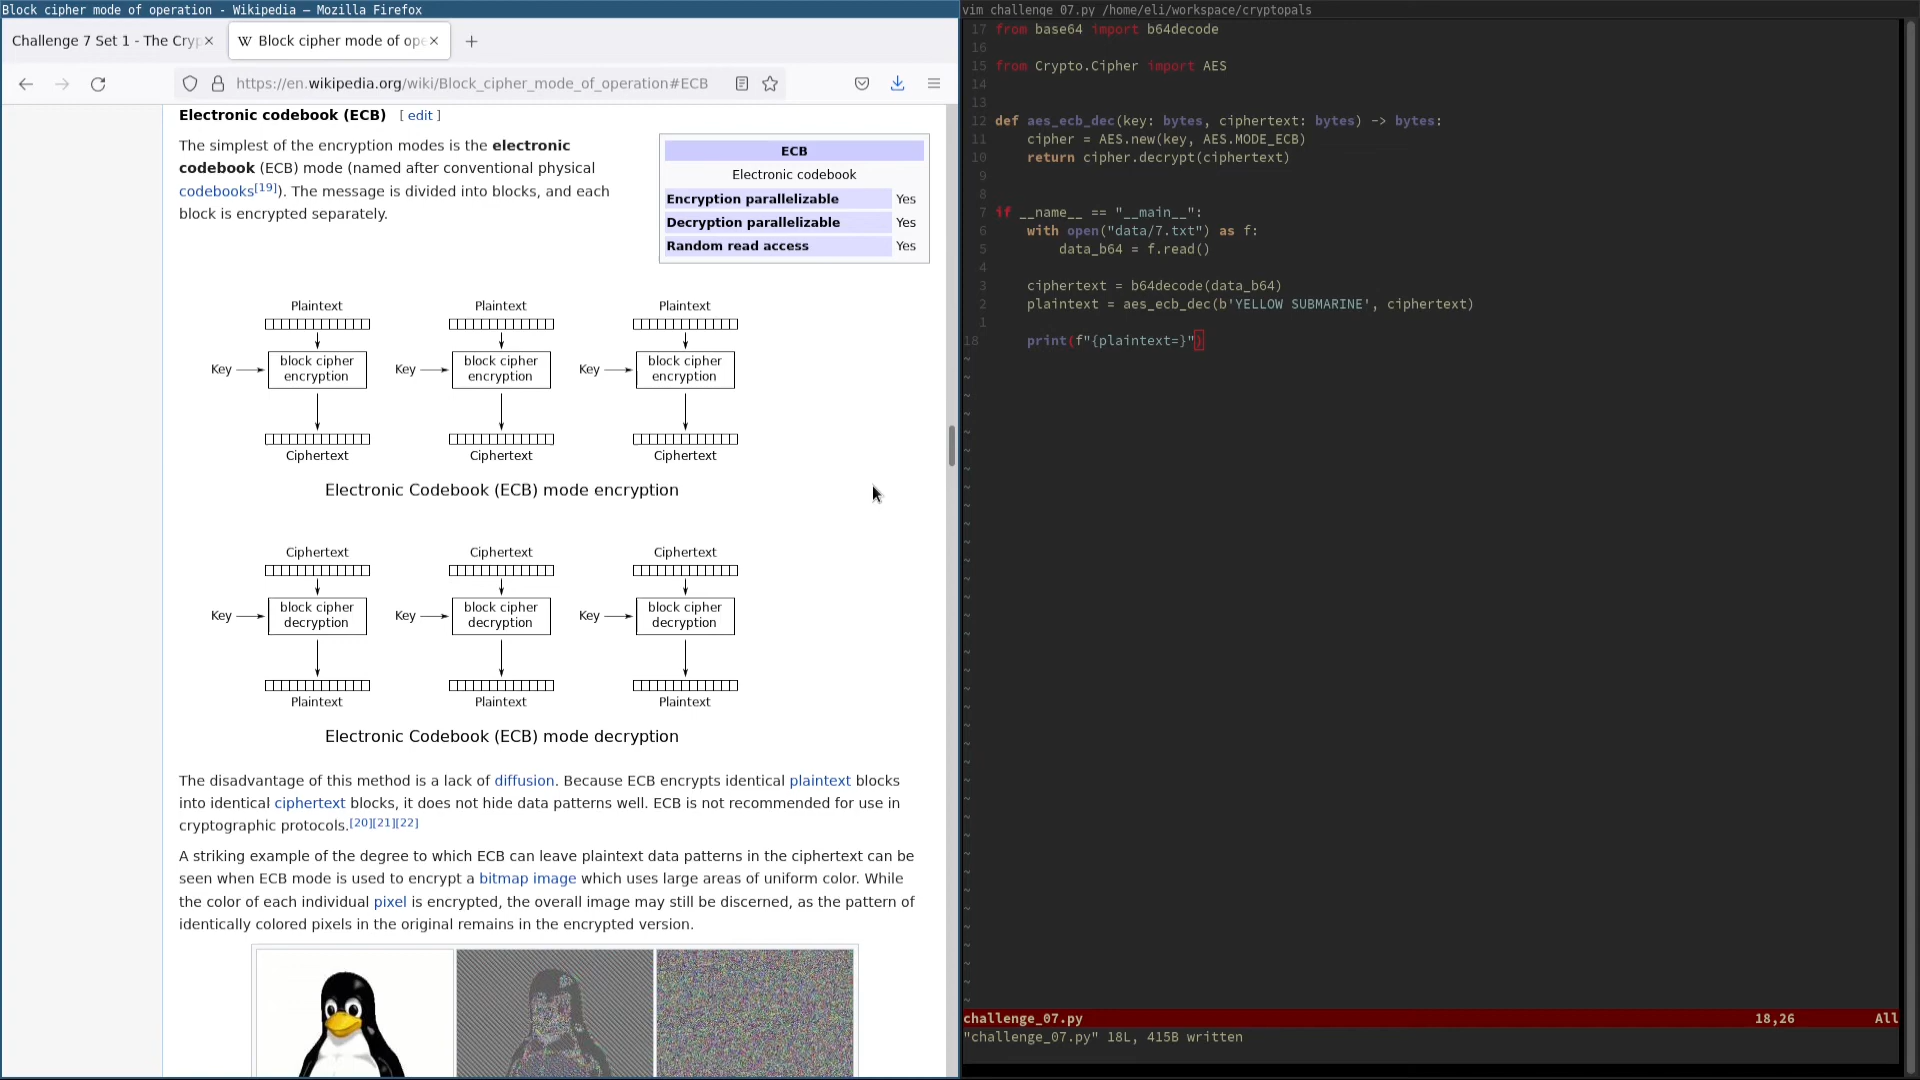 Block cipher mode of operation - Wikipedia — Mozilla Firefox
Challenge 7 Set 1 - The Cryp
Block cipher mode of ope
https://en.wikipedia.org/wiki/Block_cipher_mode_of_operation#ECB
Electronic codebook (ECB) [ edit ]
The simplest of the encryption modes is the electronic
codebook (ECB) mode (named after conventional physical
codebooks[19]). The message is divided into blocks, and each
block is encrypted separately.
ECB
Electronic codebook
Encryption parallelizable Yes
Decryption parallelizable Yes
Random read access Yes
Plaintext Plaintext Plaintext
Key block cipher encryption Key block cipher encryption Key block cipher encryption
Ciphertext Ciphertext Ciphertext
Electronic Codebook (ECB) mode encryption
Ciphertext Ciphertext Ciphertext
Key block cipher decryption Key block cipher decryption Key block cipher decryption
Plaintext Plaintext Plaintext
Electronic Codebook (ECB) mode decryption
The disadvantage of this method is a lack of diffusion. Because ECB encrypts identical plaintext blocks
into identical ciphertext blocks, it does not hide data patterns well. ECB is not recommended for use in
cryptographic protocols.[20][21][22]
A striking example of the degree to which ECB can leave plaintext data patterns in the ciphertext can be
seen when ECB mode is used to encrypt a bitmap image which uses large areas of uniform color. While
the color of each individual pixel is encrypted, the overall image may still be discerned, as the pattern of
identically colored pixels in the original remains in the encrypted version.
vim challenge_07.py /home/eli/workspace/cryptopals
17 from base64 import b64decode
16
15 from Crypto.Cipher import AES
14
13
12 def aes_ecb_dec(key: bytes, ciphertext: bytes) -> bytes:
11     cipher = AES.new(key, AES.MODE_ECB)
10     return cipher.decrypt(ciphertext)
9
8
7 if __name__ == "__main__":
6     with open("data/7.txt") as f:
5         data_b64 = f.read()
4
3     ciphertext = b64decode(data_b64)
2     plaintext = aes_ecb_dec(b'YELLOW SUBMARINE', ciphertext)
1
18     print(f"{plaintext=}")
challenge_07.py 18,26 All
"challenge_07.py" 18L, 415B written